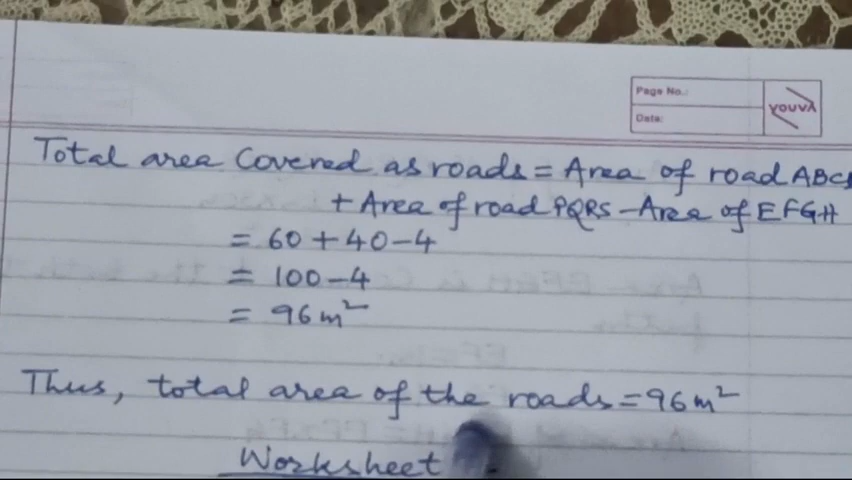 Page No.:
Date:
youva
Total area Covered as roads = Area of road ABCD
+ Area of road PQRS - Area of EFGH
= 60 + 40 - 4
= 100 - 4
= 96 m²
Thus, total area of the roads = 96 m²
Worksheet